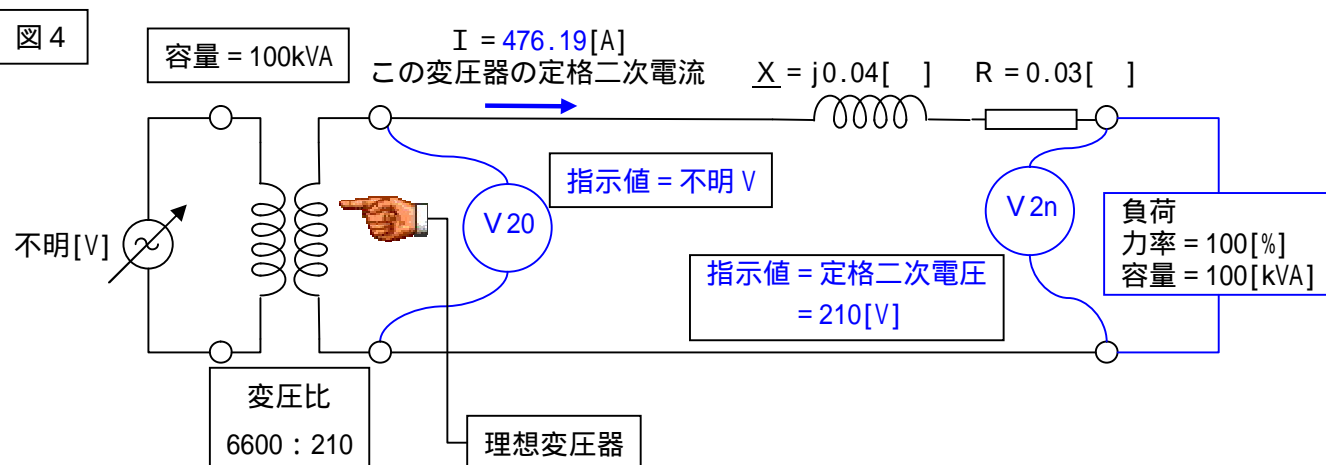 図4
容量=100kVA
I=476.19[A]
この変圧器の定格二次電流
X=j0.04[ ]
R=0.03[ ]
指示値=不明V
V20
V2n
不明[V]
負荷
力率=100[%]
容量=100[kVA]
指示値=定格二次電圧
=210[V]
変圧比
6600:210
理想変圧器